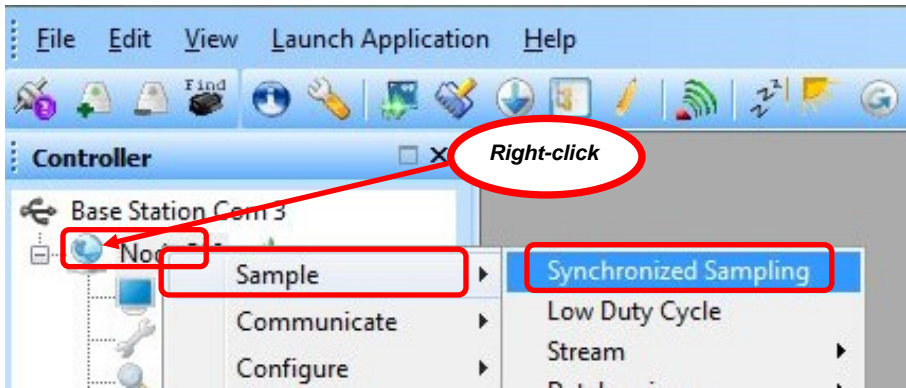 File Edit View Launch Application Help
Find
Controller
Right-click
Base Station Com 3
Sample
Synchronized Sampling
Communicate
Low Duty Cycle
Configure
Stream